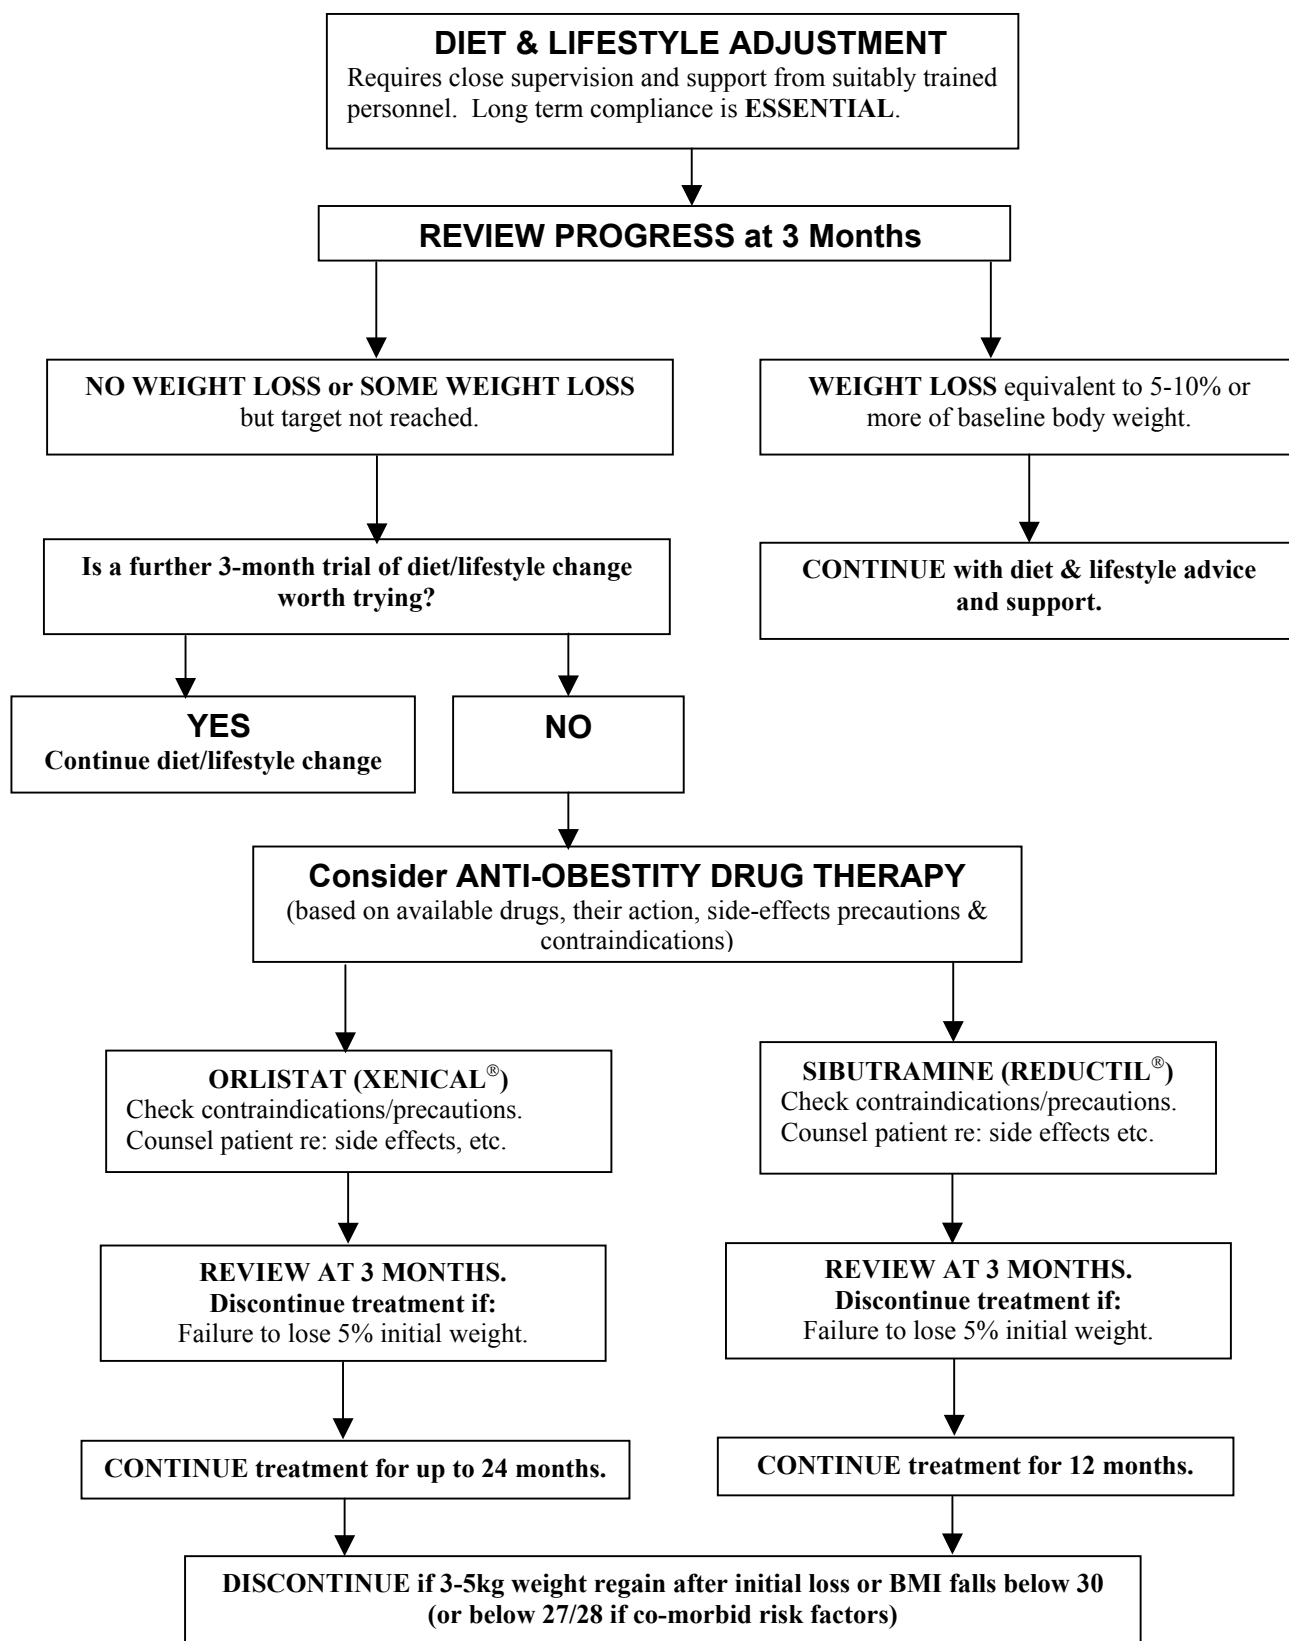 DIET & LIFESTYLE ADJUSTMENT
Requires close supervision and support from suitably trained
personnel.  Long term compliance is ESSENTIAL.
REVIEW PROGRESS at 3 Months
NO WEIGHT LOSS or SOME WEIGHT LOSS
but target not reached.
WEIGHT LOSS equivalent to 5-10% or
more of baseline body weight.
Is a further 3-month trial of diet/lifestyle change
worth trying?
CONTINUE with diet & lifestyle advice
and support.
YES
Continue diet/lifestyle change
NO
Consider ANTI-OBESTITY DRUG THERAPY
(based on available drugs, their action, side-effects precautions &
contraindications)
ORLISTAT (XENICAL®)
Check contraindications/precautions.
Counsel patient re: side effects, etc.
SIBUTRAMINE (REDUCTIL®)
Check contraindications/precautions.
Counsel patient re: side effects etc.
REVIEW AT 3 MONTHS.
Discontinue treatment if:
Failure to lose 5% initial weight.
REVIEW AT 3 MONTHS.
Discontinue treatment if:
Failure to lose 5% initial weight.
CONTINUE treatment for up to 24 months.
CONTINUE treatment for 12 months.
DISCONTINUE if 3-5kg weight regain after initial loss or BMI falls below 30
(or below 27/28 if co-morbid risk factors)